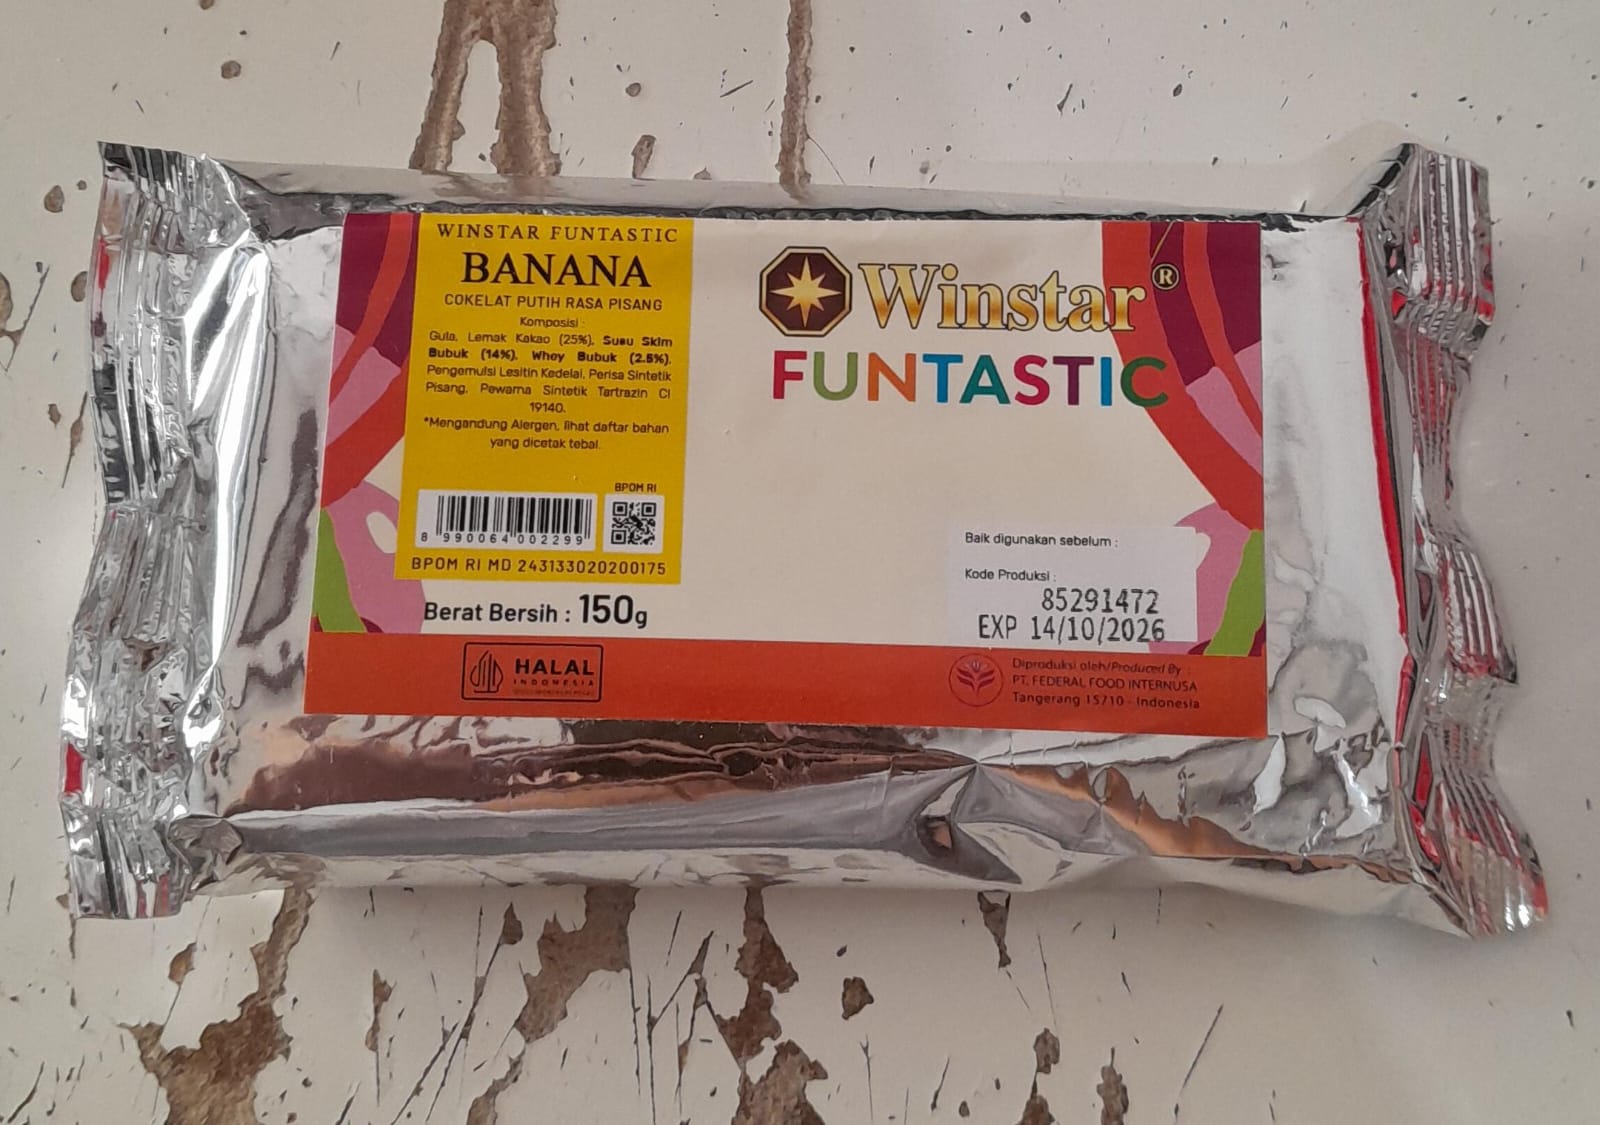 WINSTAR FUNTASTIC
BANANA
COKELAT PUTIH RASA PISANG
Komposisi :
Gula, Lemak Kakao (25%), Susu Skim
Bubuk (14%), Whey Bubuk (2.5%),
Pengemulsi Lesitin Kedelai, Perisa Sintetik
Pisang, Pewarna Sintetik Tartrazin CI
19140.
*Mengandung Alergen, lihat daftar bahan
yang dicetak tebal.
BPOM RI
8 990064 002299
BPOM RI MD 243133020200175
Berat Bersih : 150g
HALAL
INDONESIA
Winstar®
FUNTASTIC
Baik digunakan sebelum :
Kode Produksi :
85291472
EXP 14/10/2026
Diproduksi oleh/Produced By :
PT. FEDERAL FOOD INTERNUSA
Tangerang 15710 - Indonesia